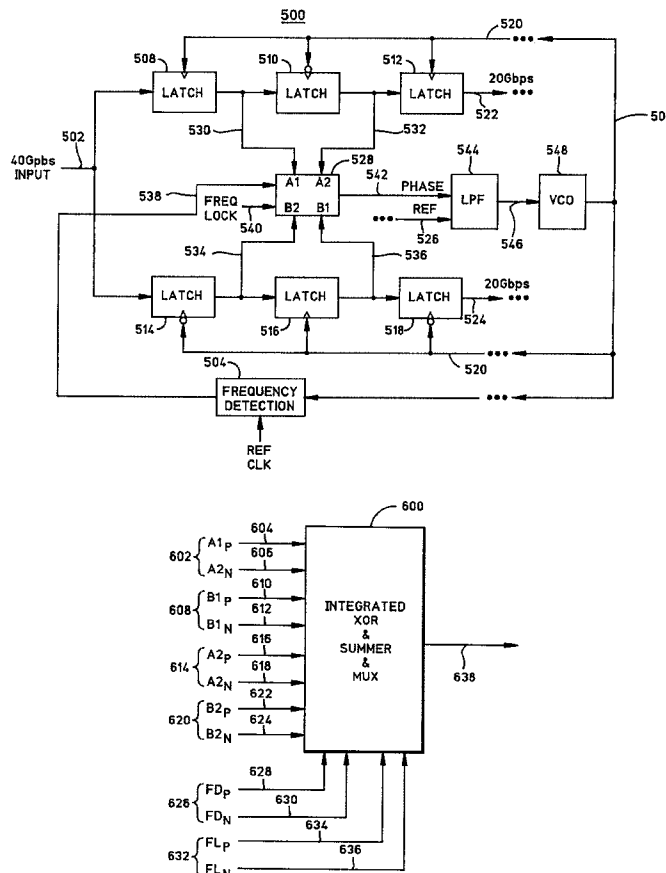 500
520
508
510
512
LATCH
LATCH
LATCH
20Gbps
522
530
532
50
502
40Gpbs
INPUT
528
544
548
538
A1 A2
B2 B1
542
PHASE
LPF
VCO
FREQ
LOCK
540
REF
526
546
534
536
LATCH
LATCH
LATCH
20Gbps
524
514
516
518
504
520
FREQUENCY
DETECTION
REF
CLK
600
602
A1P
604
A2N
606
608
B1P
610
B1N
612
614
A2P
616
A2N
618
620
B2P
622
B2N
624
INTEGRATED
XOR
&
SUMMER
&
MUX
638
626
FDP
628
FDN
630
632
FLP
634
FLN
636